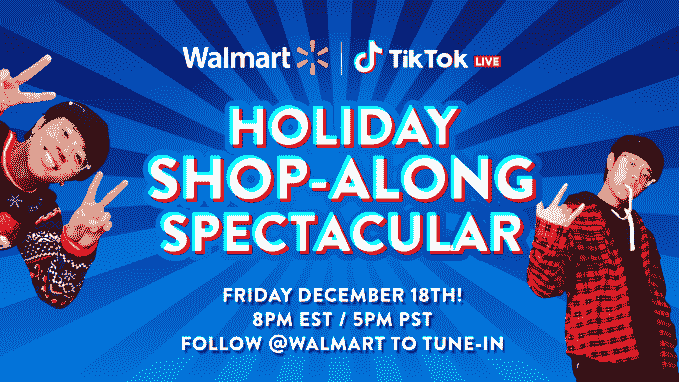 Walmart TikTok LIVE
HOLIDAY
SHOP-ALONG
SPECTACULAR
FRIDAY DECEMBER 18TH!
8PM EST / 5PM PST
FOLLOW @WALMART TO TUNE-IN